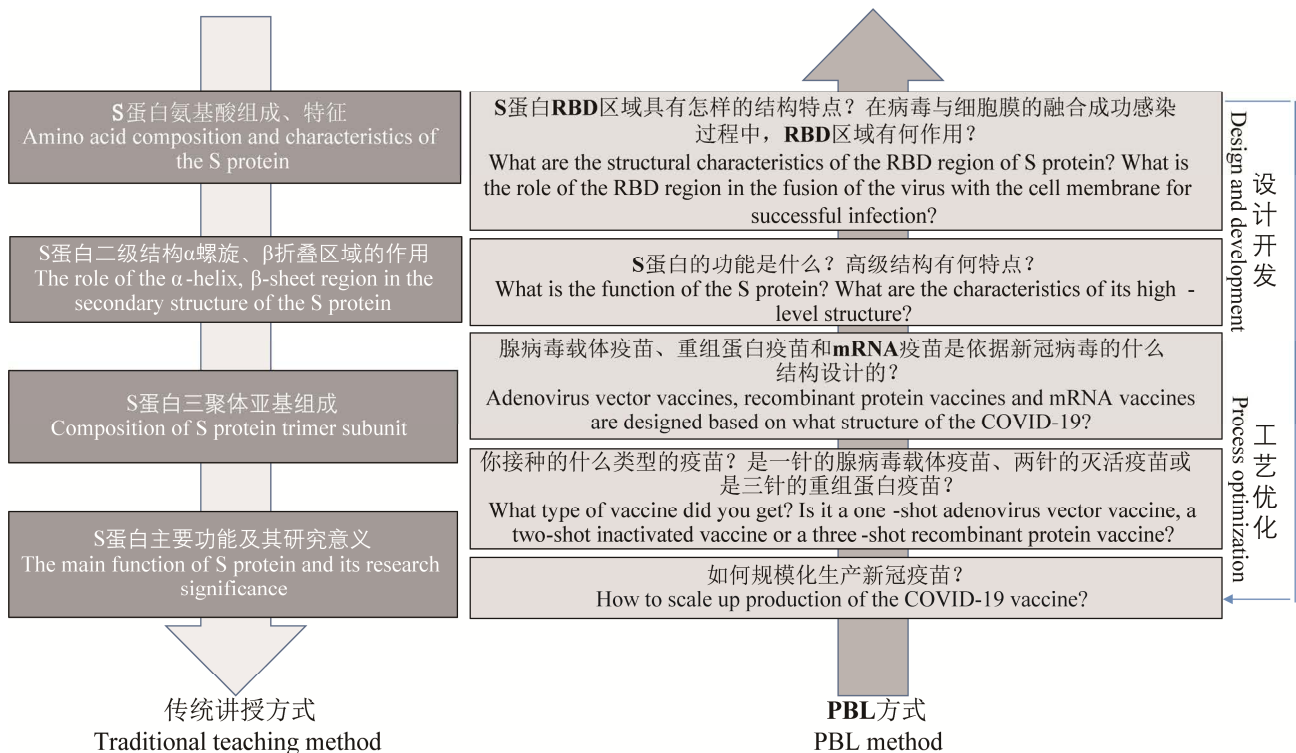 S蛋白氨基酸组成、特征
Amino acid composition and characteristics of
the S protein
S蛋白二级结构α螺旋、β折叠区域的作用
The role of the α-helix, β-sheet region in the
secondary structure of the S protein
S蛋白三聚体亚基组成
Composition of S protein trimer subunit
S蛋白主要功能及其研究意义
The main function of S protein and its research
significance
传统讲授方式
Traditional teaching method
S蛋白RBD区域具有怎样的结构特点？在病毒与细胞膜的融合成功感染
过程中，RBD区域有何作用？
What are the structural characteristics of the RBD region of S protein? What is
the role of the RBD region in the fusion of the virus with the cell membrane for
successful infection?
S蛋白的功能是什么？高级结构有何特点？
What is the function of the S protein? What are the characteristics of its high -
level structure?
腺病毒载体疫苗、重组蛋白疫苗和mRNA疫苗是依据新冠病毒的什么
结构设计的？
Adenovirus vector vaccines, recombinant protein vaccines and mRNA vaccines
are designed based on what structure of the COVID-19?
你接种的什么类型的疫苗？是一针的腺病毒载体疫苗、两针的灭活疫苗或
是三针的重组蛋白疫苗？
What type of vaccine did you get? Is it a one -shot adenovirus vector vaccine, a
two-shot inactivated vaccine or a three -shot recombinant protein vaccine?
如何规模化生产新冠疫苗？
How to scale up production of the COVID-19 vaccine?
PBL方式
PBL method
设计开发
Design and development
工艺优化
Process optimization